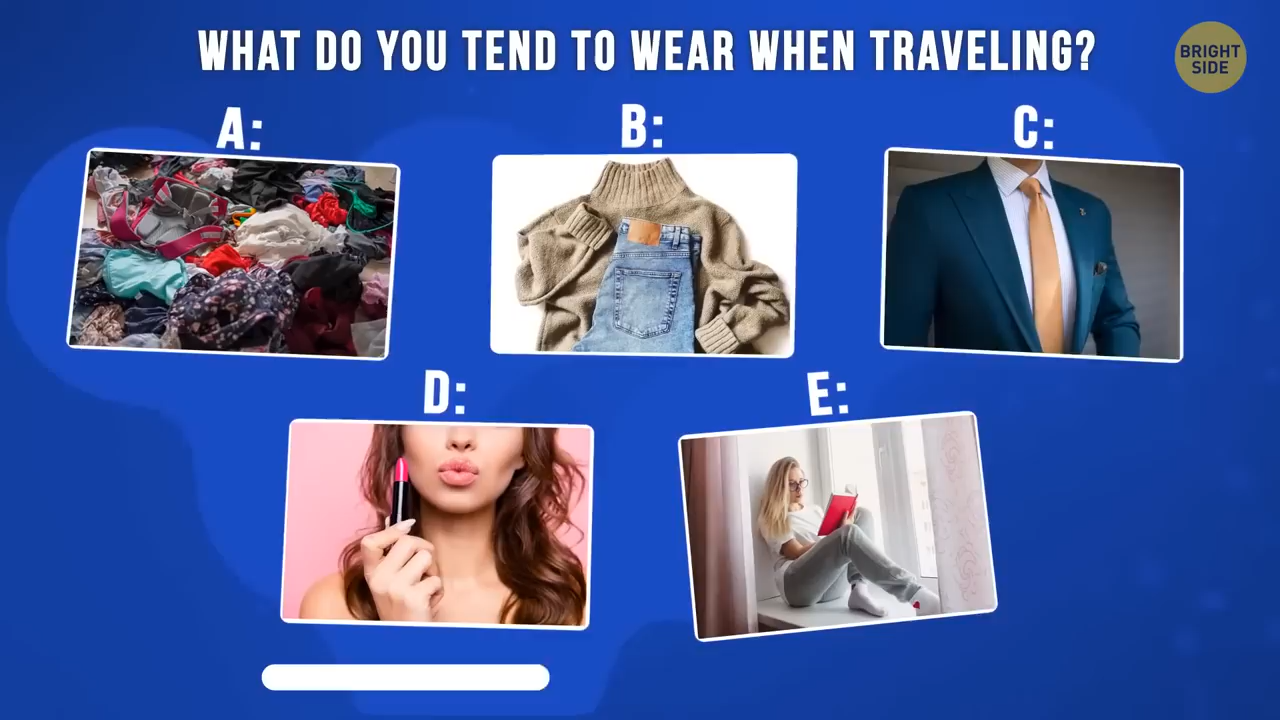 WHAT DO YOU TEND TO WEAR WHEN TRAVELING?
BRIGHT
SIDE
A:
B:
C:
D:
E: